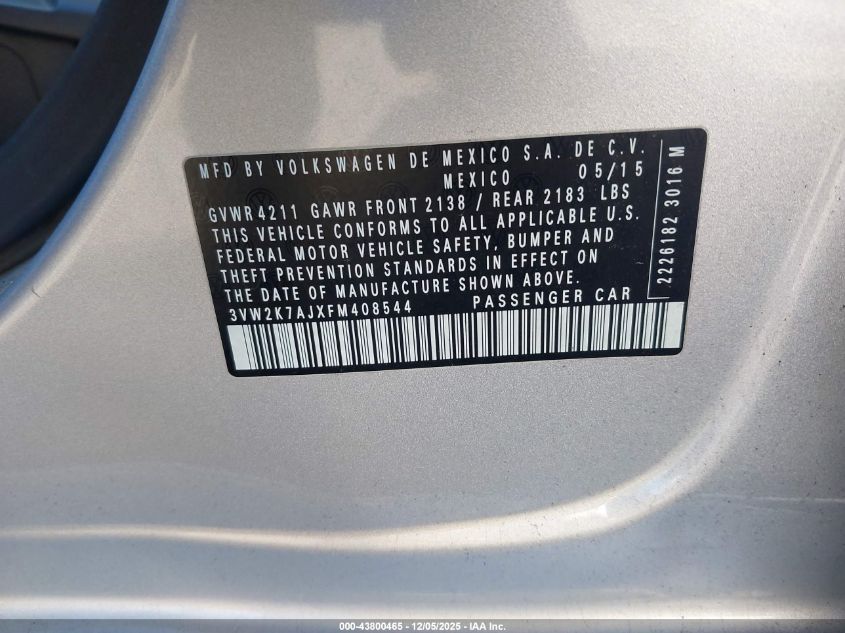 MFD BY VOLKSWAGEN DE MEXICO S.A. DE C.V.
MEXICO 05/15
GVWR 4211 GAWR FRONT 2138 / REAR 2183 LBS
THIS VEHICLE CONFORMS TO ALL APPLICABLE U.S.
FEDERAL MOTOR VEHICLE SAFETY, BUMPER AND
THEFT PREVENTION STANDARDS IN EFFECT ON
THE DATE OF MANUFACTURE SHOWN ABOVE.
3VW2K7AJXFM408544 PASSENGER CAR
2226182 3016 M
000-43800465 - 12/05/2025 - IAA Inc.